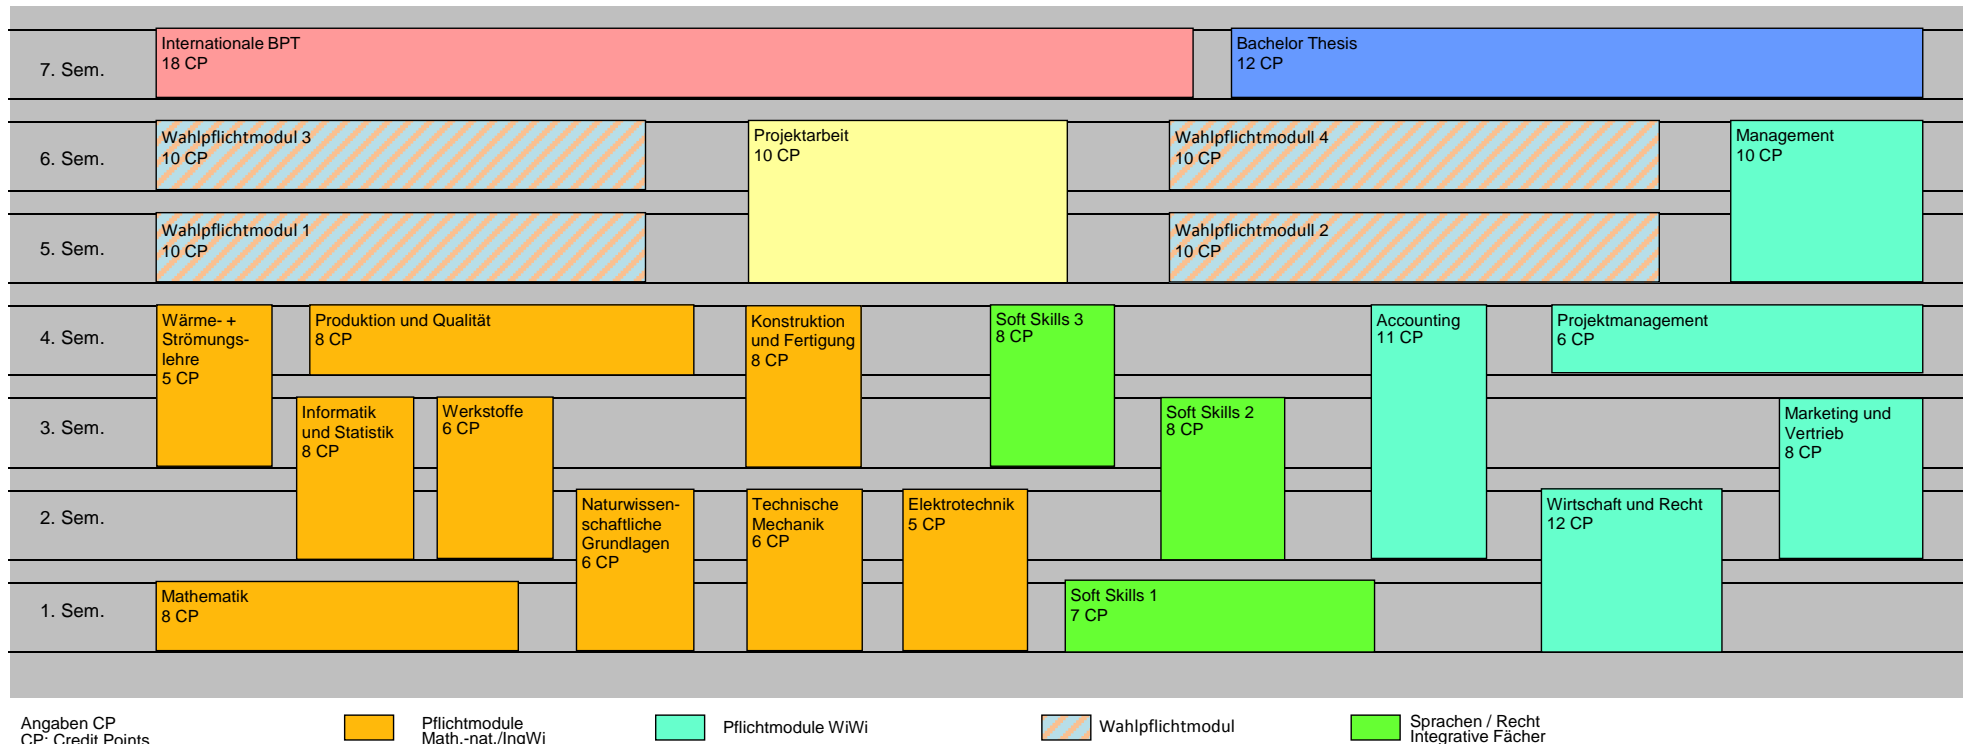 7. Sem.
Internationale BPT
18 CP
Bachelor Thesis
12 CP
6. Sem.
Wahlpflichtmodul 3
10 CP
Projektarbeit
10 CP
Wahlpflichtmodull 4
10 CP
Management
10 CP
5. Sem.
Wahlpflichtmodul 1
10 CP
Wahlpflichtmodull 2
10 CP
4. Sem.
Wärme- +
Strömungs-
lehre
5 CP
Produktion und Qualität
8 CP
Konstruktion
und Fertigung
8 CP
Soft Skills 3
8 CP
Accounting
11 CP
Projektmanagement
6 CP
3. Sem.
Informatik
und Statistik
8 CP
Werkstoffe
6 CP
Soft Skills 2
8 CP
Marketing und
Vertrieb
8 CP
2. Sem.
Naturwissen-
schaftliche
Grundlagen
6 CP
Technische
Mechanik
6 CP
Elektrotechnik
5 CP
Wirtschaft und Recht
12 CP
1. Sem.
Mathematik
8 CP
Soft Skills 1
7 CP
Angaben CP
CP: Credit Points
Pflichtmodule
Math.-nat./IngWi
Pflichtmodule WiWi
Wahlpflichtmodul
Sprachen / Recht
Integrative Fächer